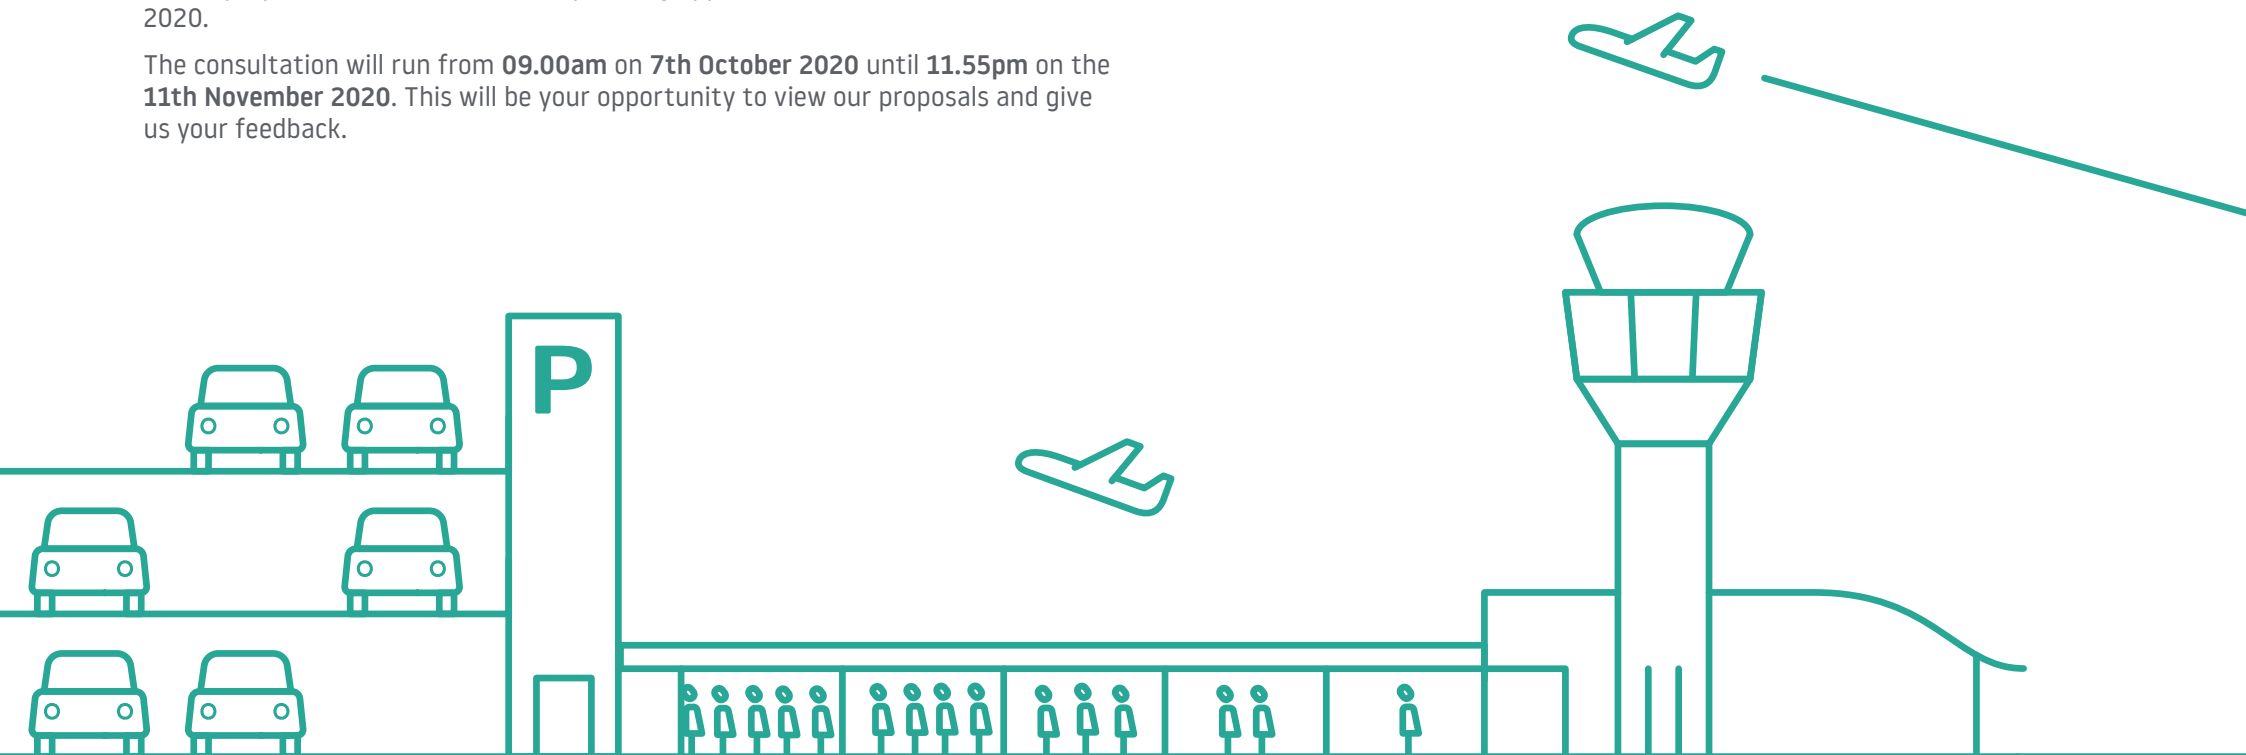 2020.
The consultation will run from 09.00am on 7th October 2020 until 11.55pm on the
11th November 2020. This will be your opportunity to view our proposals and give
us your feedback.
P